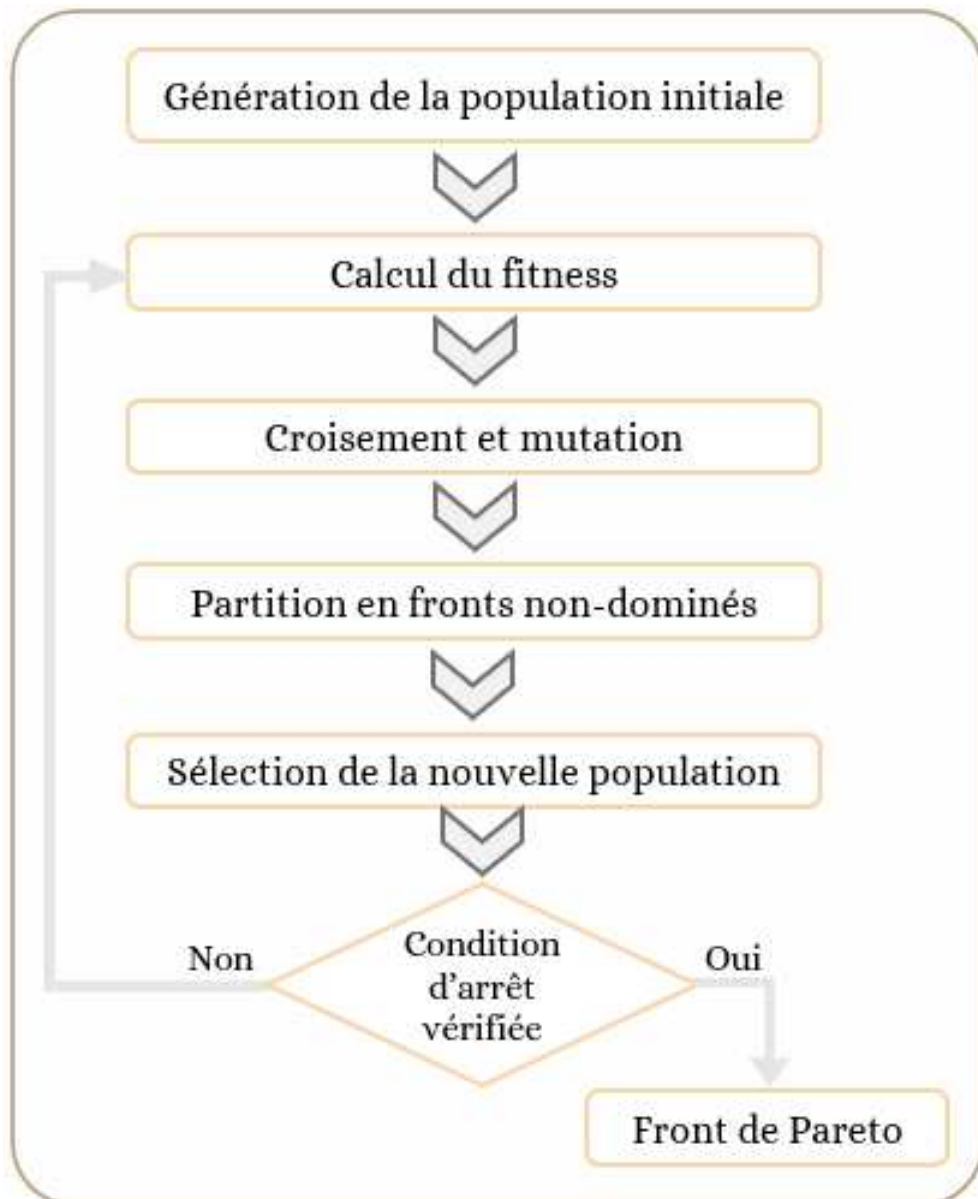 Génération de la population initiale
Calcul du fitness
Croisement et mutation
Partition en fronts non-dominés
Sélection de la nouvelle population
Non
Condition
d'arrêt
vérifiée
Oui
Front de Pareto